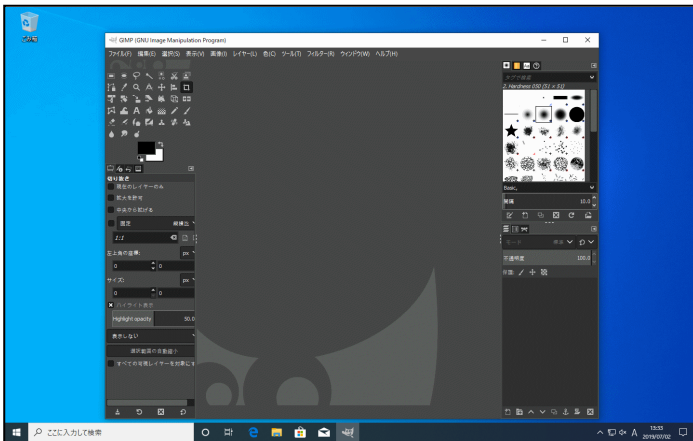 ごみ箱
GIMP (GNU Image Manipulation Program)
ファイル(F) 編集(E) 選択(S) 表示(V) 画像(I) レイヤー(L) 色(C) ツール(T) フィルター(R) ウィンドウ(W) ヘルプ(H)
タグで検索
2. Hardness 050 (51 × 51)
Basic,
間隔 10.0
モード 標準
不透明度 100.0
保護:
切り抜き
現在のレイヤーのみ
拡大を許可
中央から拡げる
固定 縦横比
1:1
左上角の座標: px
0 0
サイズ: px
0 0
ハイライト表示
Highlight opacity 50.0
表示しない
選択範囲の自動縮小
すべての可視レイヤーを対象にす
ここに入力して検索
A
13:33
2019/07/02